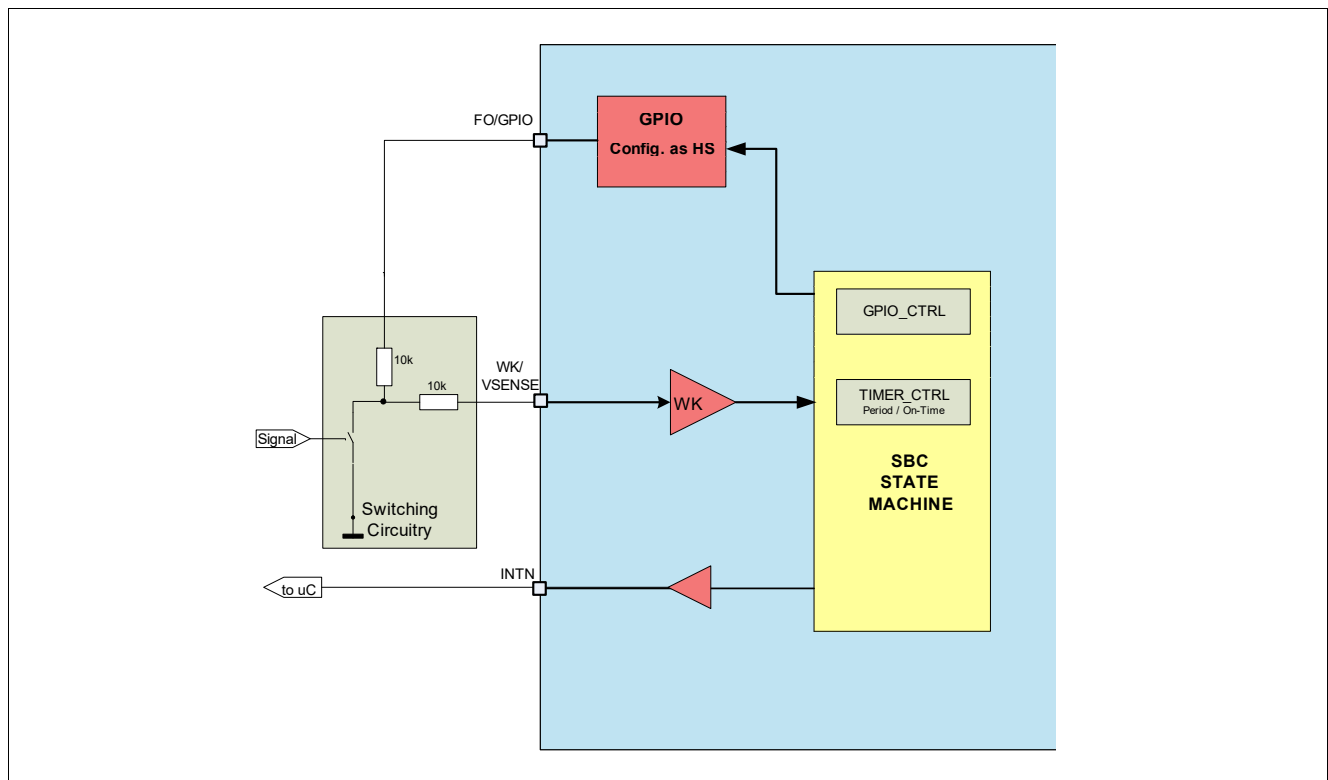 FO/GPIO
GPIO
Config. as HS
GPIO_CTRL
10k
10k
WK/
VSENSE
WK
TIMER_CTRL
Period / On-Time
Signal
SBC
STATE
MACHINE
Switching
Circuitry
INTN
to uC